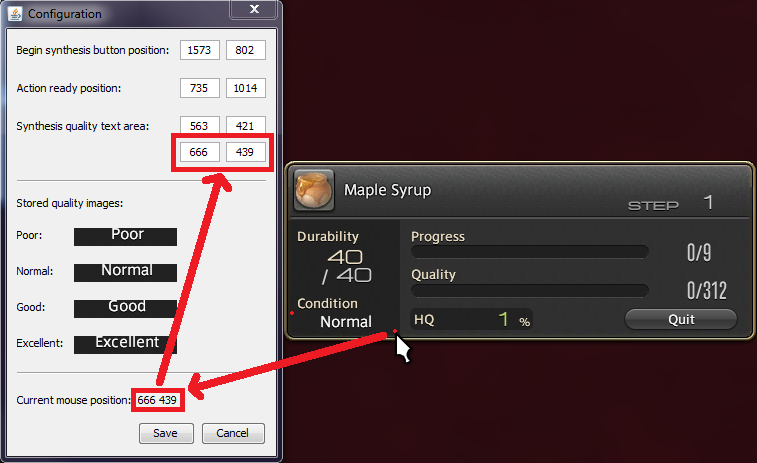 Configuration
Begin synthesis button position: 1573 802
Action ready position: 735 1014
Synthesis quality text area: 563 421
666 439
Stored quality images:
Poor: Poor
Normal: Normal
Good: Good
Excellent: Excellent
Current mouse position: 666 439
Save Cancel
Maple Syrup
STEP 1
Durability
40
/ 40
Condition
Normal
Progress
0/9
Quality
0/312
HQ 1 %
Quit